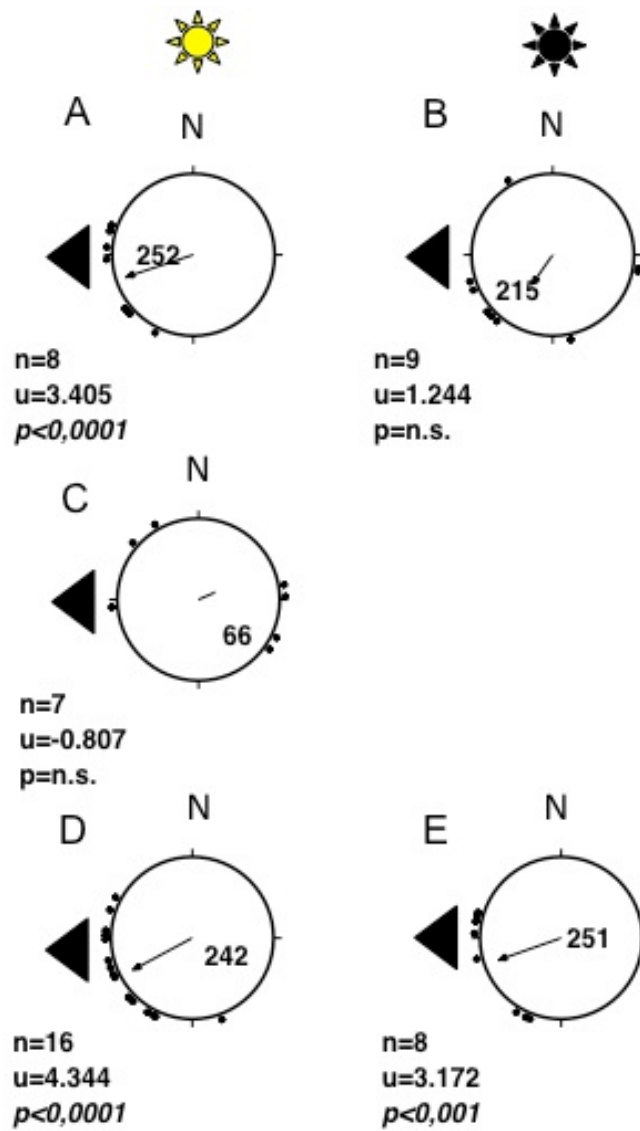 A
N
252
n=8
u=3.405
p<0,0001
B
N
215
n=9
u=1.244
p=n.s.
C
N
66
n=7
u=-0.807
p=n.s.
D
N
242
n=16
u=4.344
p<0,0001
E
N
251
n=8
u=3.172
p<0,001